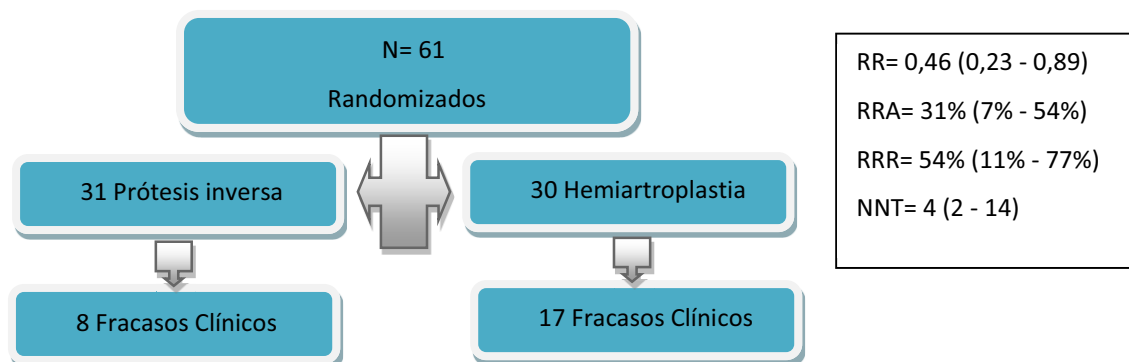 N= 61
Randomizados
31 Prótesis inversa
30 Hemiartroplastia
8 Fracasos Clínicos
17 Fracasos Clínicos
RR= 0,46 (0,23 - 0,89)
RRA= 31% (7% - 54%)
RRR= 54% (11% - 77%)
NNT= 4 (2 - 14)